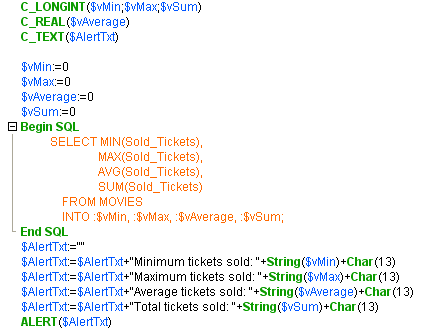 C_LONGINT($vMin;$vMax;$vSum)
C_REAL($vAverage)
C_TEXT($AlertTxt)
$vMin:=0
$vMax:=0
$vAverage:=0
$vSum:=0
Begin SQL
SELECT MIN(Sold_Tickets),
MAX(Sold_Tickets),
AVG(Sold_Tickets),
SUM(Sold_Tickets)
FROM MOVIES
INTO :$vMin, :$vMax, :$vAverage, :$vSum;
End SQL
$AlertTxt:=""
$AlertTxt:=$AlertTxt+"Minimum tickets sold: "+String($vMin)+Char(13)
$AlertTxt:=$AlertTxt+"Maximum tickets sold: "+String($vMax)+Char(13)
$AlertTxt:=$AlertTxt+"Average tickets sold: "+String($vAverage)+Char(13)
$AlertTxt:=$AlertTxt+"Total tickets sold: "+String($vSum)+Char(13)
ALERT($AlertTxt)